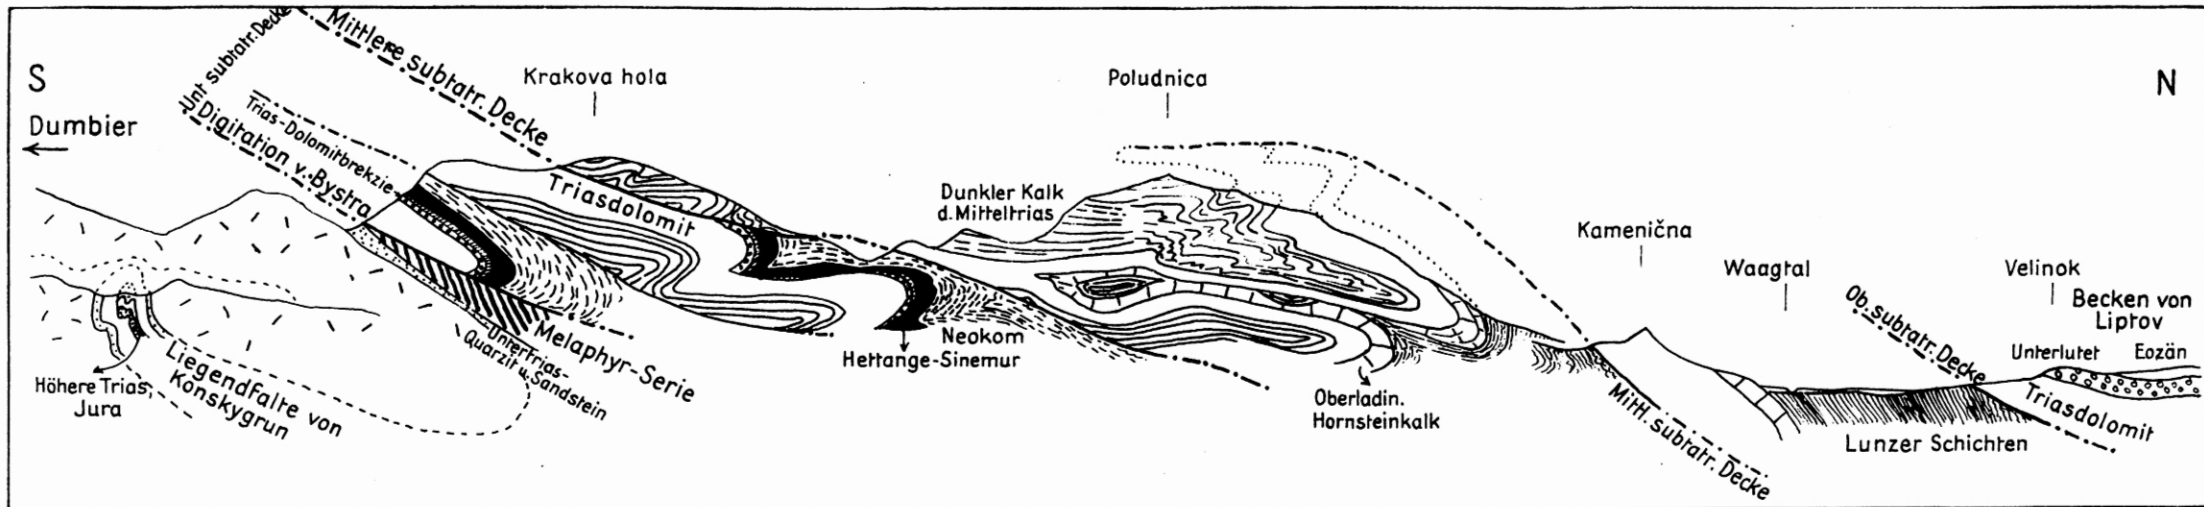 S
N
Dumbier
Unt. subtatr. Decke
Mittlere subtatr. Decke
Trias-Dolomitbrekzie
Digitation v. Bystra
Krakova hola
Triasdolomit
Poludnica
Dunkler Kalk
d. Mitteltrias
Kamenična
Waagtal
Velinok
Becken von
Liptov
Ob. subtatr. Decke
Unterlutet
Eozän
Triasdolomit
Lunzer Schichten
Mittl. subtatr. Decke
Oberladin.
Hornsteinkalk
Neokom
Hettange-Sinemur
Melaphyr-Serie
Untertrias-
Quarzit u. Sandstein
Liegendfalte von
Konskygrun
Höhere Trias,
Jura